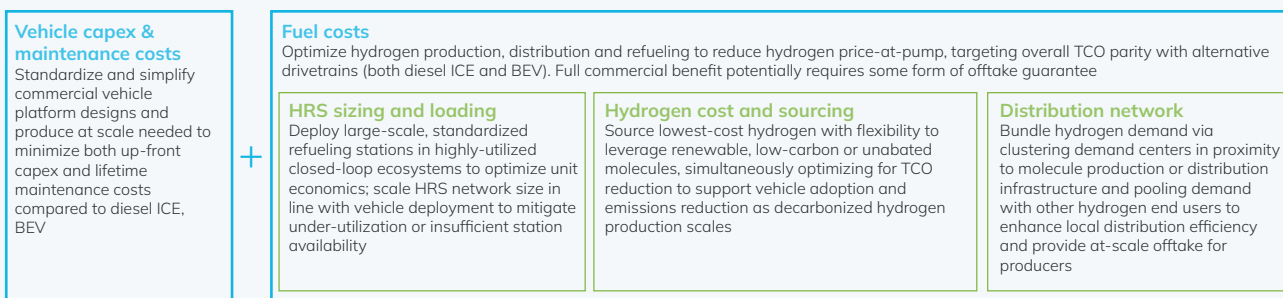 Vehicle capex &
maintenance costs
Standardize and simplify
commercial vehicle
platform designs and
produce at scale needed to
minimize both up-front
capex and lifetime
maintenance costs
compared to diesel ICE,
BEV
+
Fuel costs
Optimize hydrogen production, distribution and refueling to reduce hydrogen price-at-pump, targeting overall TCO parity with alternative
drivetrains (both diesel ICE and BEV). Full commercial benefit potentially requires some form of offtake guarantee
HRS sizing and loading
Deploy large-scale, standardized
refueling stations in highly-utilized
closed-loop ecosystems to optimize unit
economics; scale HRS network size in
line with vehicle deployment to mitigate
under-utilization or insufficient station
availability
Hydrogen cost and sourcing
Source lowest-cost hydrogen with flexibility to
leverage renewable, low-carbon or unabated
molecules, simultaneously optimizing for TCO
reduction to support vehicle adoption and
emissions reduction as decarbonized hydrogen
production scales
Distribution network
Bundle hydrogen demand via
clustering demand centers in proximity
to molecule production or distribution
infrastructure and pooling demand
with other hydrogen end users to
enhance local distribution efficiency
and provide at-scale offtake for
producers